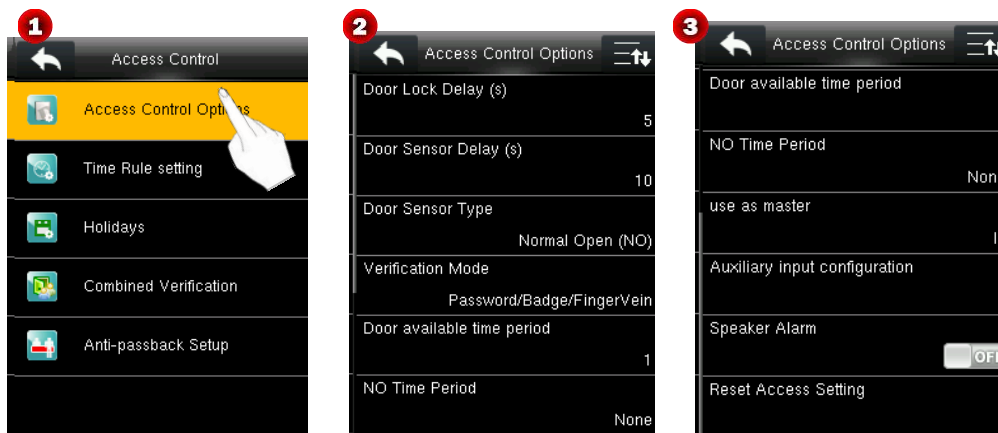 1
Access Control
Access Control Options
Time Rule setting
Holidays
Combined Verification
Anti-passback Setup
2
Access Control Options
Door Lock Delay (s)
5
Door Sensor Delay (s)
10
Door Sensor Type
Normal Open (NO)
Verification Mode
Password/Badge/FingerVein
Door available time period
1
NO Time Period
None
3
Access Control Options
Door available time period
NO Time Period
Non
use as master
Auxiliary input configuration
Speaker Alarm
OF
Reset Access Setting